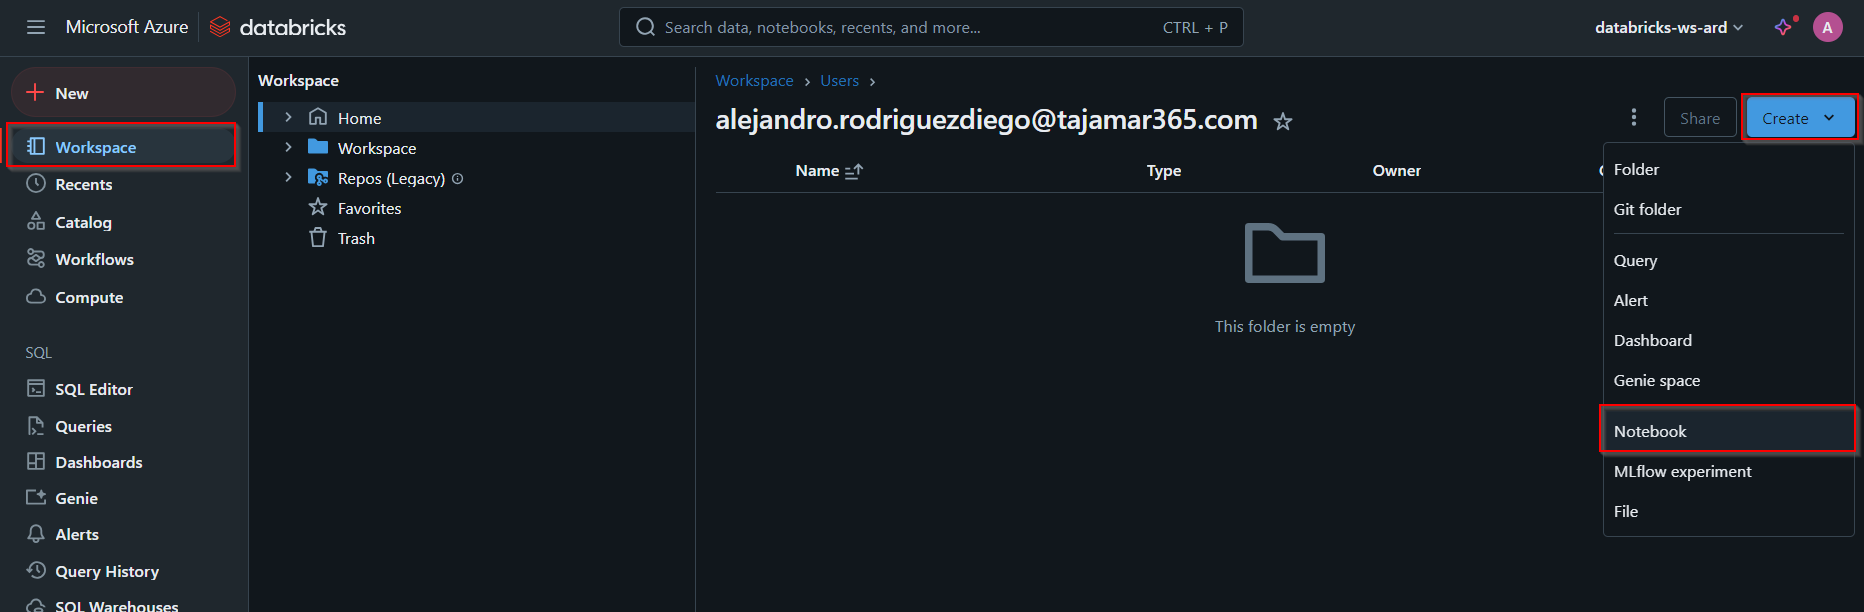 Microsoft Azure databricks
Search data, notebooks, recents, and more... CTRL + P
databricks-ws-ard
A
New
Workspace
Recents
Catalog
Workflows
Compute
SQL
SQL Editor
Queries
Dashboards
Genie
Alerts
Query History
SQL Warehouses
Workspace
Home
Workspace
Repos (Legacy)
Favorites
Trash
Workspace > Users >
alejandro.rodriguezdiego@tajamar365.com
Share
Create
Name Type Owner
This folder is empty
Folder
Git folder
Query
Alert
Dashboard
Genie space
Notebook
MLflow experiment
File